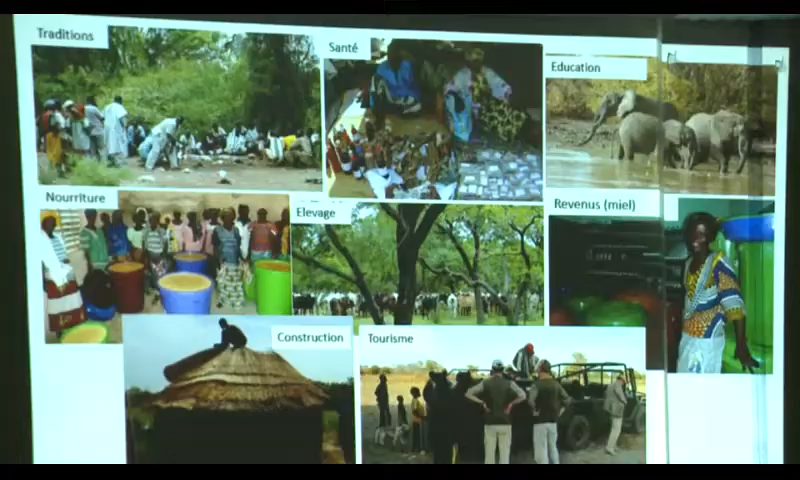 Traditions
Santé
Education
Nourriture
Elevage
Revenus (miel)
Construction
Tourisme